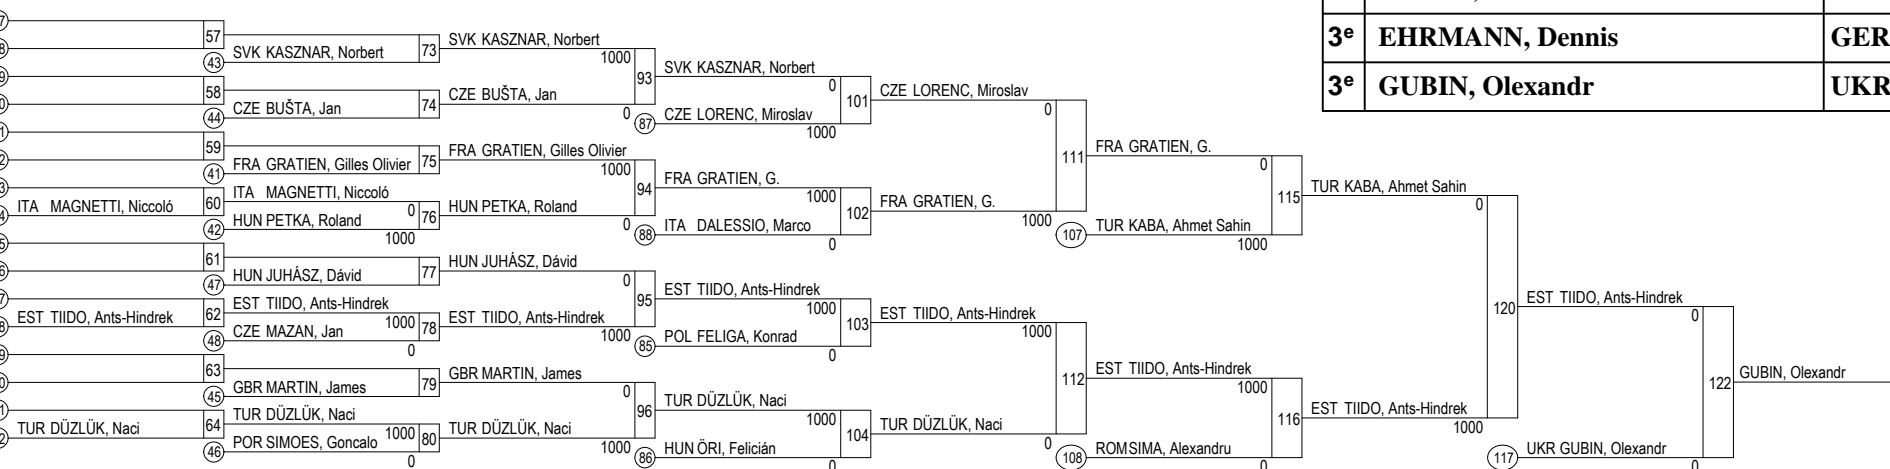 3e EHRMANN, Dennis GER
3e GUBIN, Olexandr UKR
57
SVK KASZNAR, Norbert
43
58
CZE BUŠTA, Jan
44
59
FRA GRATIEN, Gilles Olivier
41
ITA MAGNETTI, Niccoló
60
ITA MAGNETTI, Niccoló
0
HUN PETKA, Roland
42
1000
61
HUN JUHÁSZ, Dávid
47
EST TIIDO, Ants-Hindrek
62
EST TIIDO, Ants-Hindrek
1000
CZE MAZAN, Jan
48
0
63
GBR MARTIN, James
45
TUR DÜZLÜK, Naci
64
TUR DÜZLÜK, Naci
1000
POR SIMOES, Goncalo
46
0
73
SVK KASZNAR, Norbert
1000
74
CZE BUŠTA, Jan
0
75
FRA GRATIEN, Gilles Olivier
1000
76
HUN PETKA, Roland
0
77
HUN JUHÁSZ, Dávid
0
78
EST TIIDO, Ants-Hindrek
1000
79
GBR MARTIN, James
0
80
TUR DÜZLÜK, Naci
1000
93
SVK KASZNAR, Norbert
0
87
CZE LORENC, Miroslav
1000
94
FRA GRATIEN, G.
1000
88
ITA DALESSIO, Marco
0
95
EST TIIDO, Ants-Hindrek
1000
85
POL FELIGA, Konrad
0
96
TUR DÜZLÜK, Naci
1000
86
HUN ÖRI, Felicián
0
101
CZE LORENC, Miroslav
0
102
FRA GRATIEN, G.
1000
103
EST TIIDO, Ants-Hindrek
1000
104
TUR DÜZLÜK, Naci
0
111
FRA GRATIEN, G.
0
107
TUR KABA, Ahmet Sahin
1000
112
EST TIIDO, Ants-Hindrek
1000
108
ROM SIMA, Alexandru
0
115
TUR KABA, Ahmet Sahin
0
116
EST TIIDO, Ants-Hindrek
1000
120
EST TIIDO, Ants-Hindrek
0
117
UKR GUBIN, Olexandr
0
122
GUBIN, Olexandr